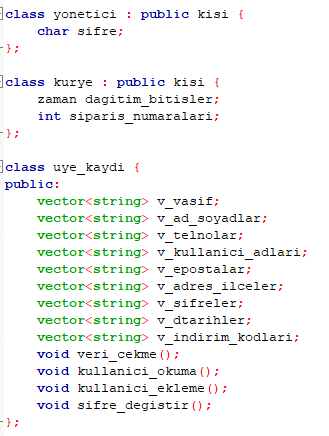 class yonetici : public kisi {
char sifre;
};
class kurye : public kisi {
zaman dagitim_bitisler;
int siparis_numaralari;
};
class uye_kaydi {
public:
vector<string> v_vasif;
vector<string> v_ad_soyadlar;
vector<string> v_telnolar;
vector<string> v_kullanici_adlari;
vector<string> v_epostalar;
vector<string> v_adres_ilceler;
vector<string> v_sifreler;
vector<string> v_dtarihler;
vector<string> v_indirim_kodlari;
void veri_cekme();
void kullanici_okuma();
void kullanici_ekleme();
void sifre_degistir();
};